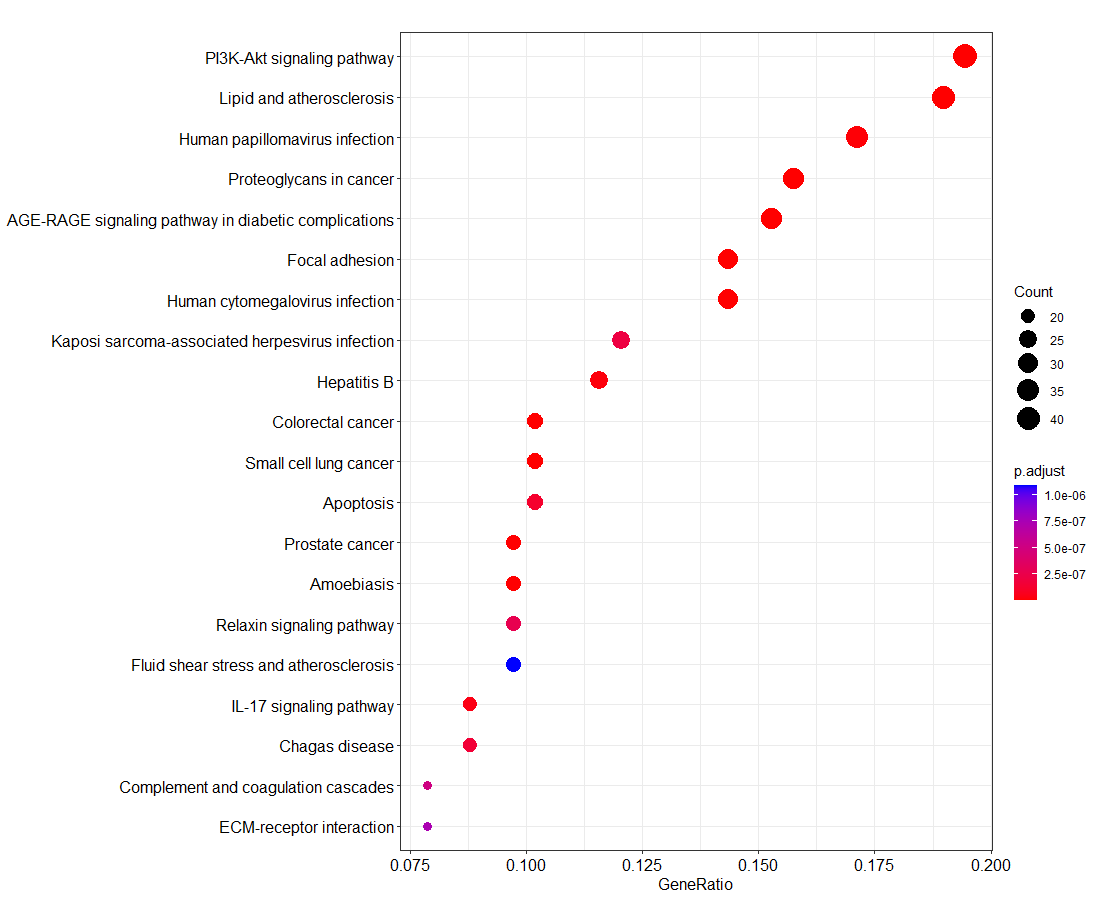 PI3K-Akt signaling pathway
Lipid and atherosclerosis
Human papillomavirus infection
Proteoglycans in cancer
AGE-RAGE signaling pathway in diabetic complications
Focal adhesion
Human cytomegalovirus infection
Kaposi sarcoma-associated herpesvirus infection
Hepatitis B
Colorectal cancer
Small cell lung cancer
Apoptosis
Prostate cancer
Amoebiasis
Relaxin signaling pathway
Fluid shear stress and atherosclerosis
IL-17 signaling pathway
Chagas disease
Complement and coagulation cascades
ECM-receptor interaction
0.075 0.100 0.125 0.150 0.175 0.200
GeneRatio
Count
20
25
30
35
40
p.adjust
1.0e-06
7.5e-07
5.0e-07
2.5e-07